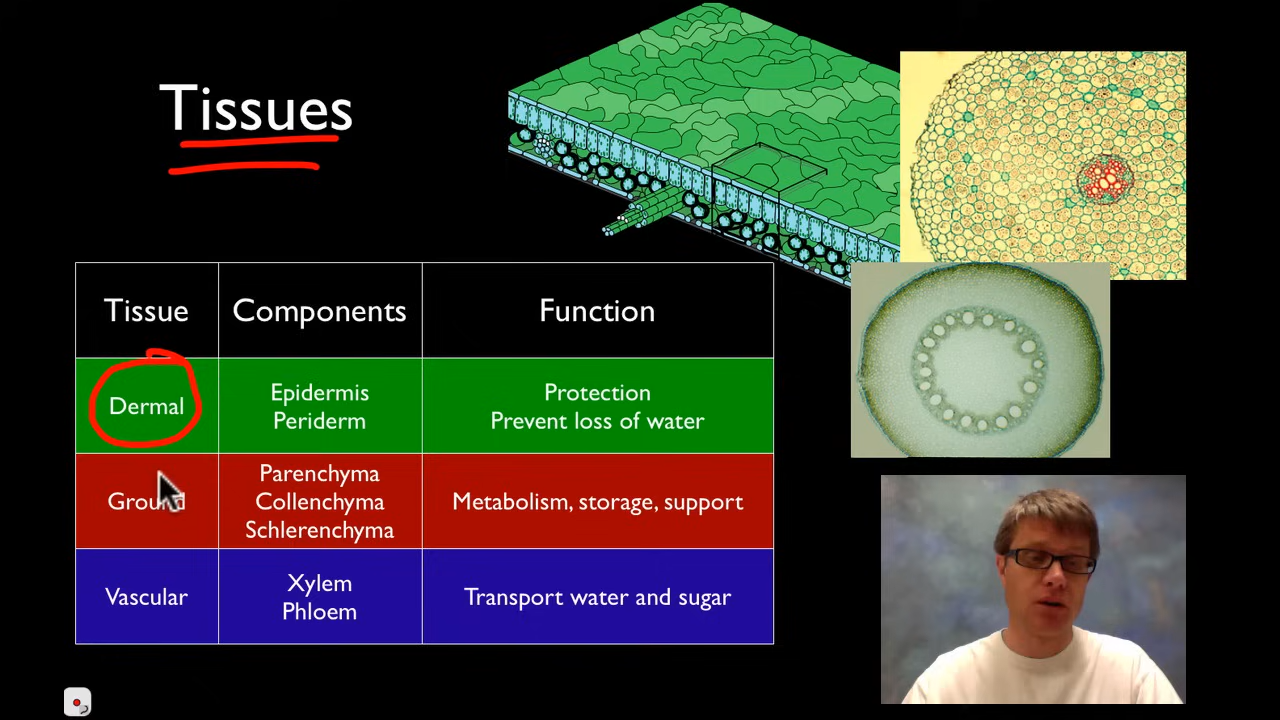 Tissues
Tissue Components Function
Dermal
Epidermis
Periderm
Protection
Prevent loss of water
Ground
Parenchyma
Collenchyma
Schlerenchyma
Metabolism, storage, support
Vascular
Xylem
Phloem
Transport water and sugar